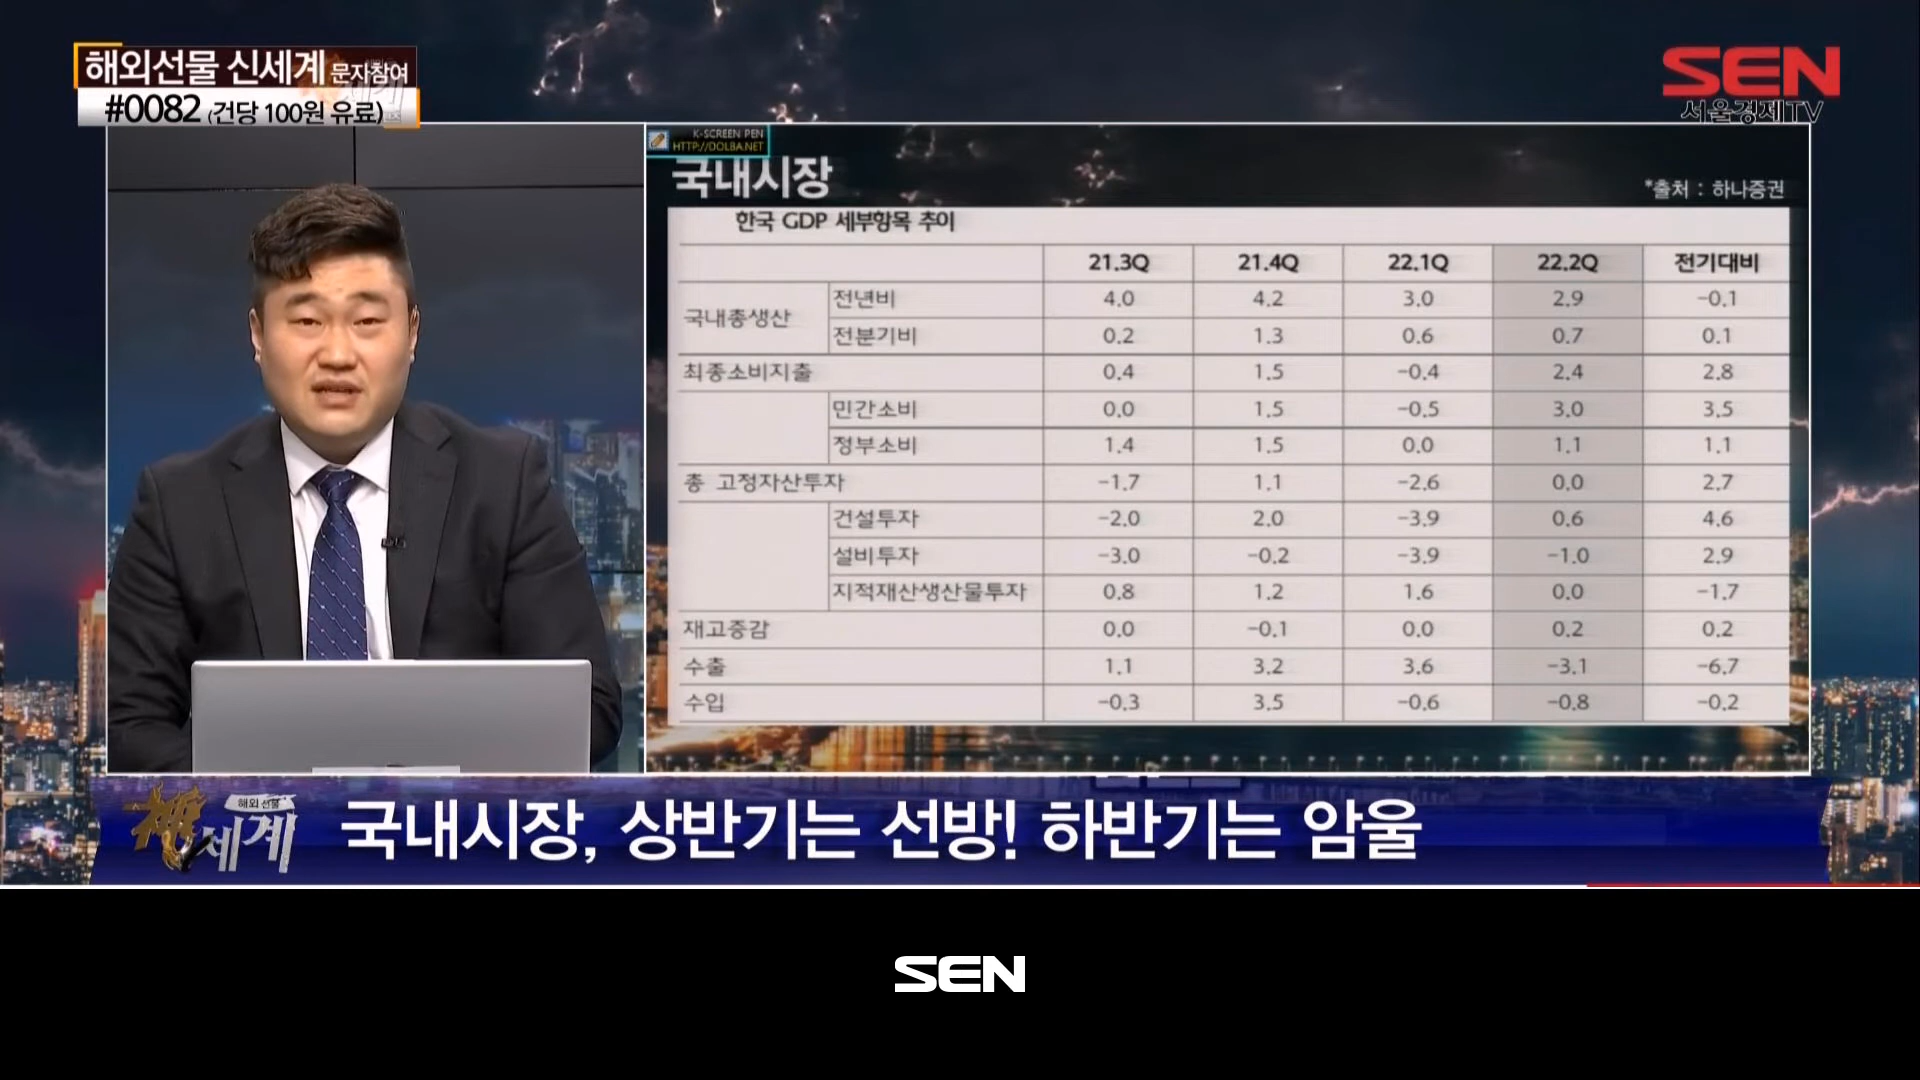 해외선물 신세계 문자참여
#0082 (건당 100원 유료)
SEN
서울경제TV
K-SCREEN PEN
HTTP://DOLBA.NET
국내시장
*출처 : 하나증권
한국 GDP 세부항목 추이
21.3Q 21.4Q 22.1Q 22.2Q 전기대비
국내총생산 전년비 4.0 4.2 3.0 2.9 -0.1
전분기비 0.2 1.3 0.6 0.7 0.1
최종소비지출 0.4 1.5 -0.4 2.4 2.8
민간소비 0.0 1.5 -0.5 3.0 3.5
정부소비 1.4 1.5 0.0 1.1 1.1
총 고정자산투자 -1.7 1.1 -2.6 0.0 2.7
건설투자 -2.0 2.0 -3.9 0.6 4.6
설비투자 -3.0 -0.2 -3.9 -1.0 2.9
지적재산생산물투자 0.8 1.2 1.6 0.0 -1.7
재고증감 0.0 -0.1 0.0 0.2 0.2
수출 1.1 3.2 3.6 -3.1 -6.7
수입 -0.3 3.5 -0.6 -0.8 -0.2
해외 선물
神세계
국내시장, 상반기는 선방! 하반기는 암울
SEN